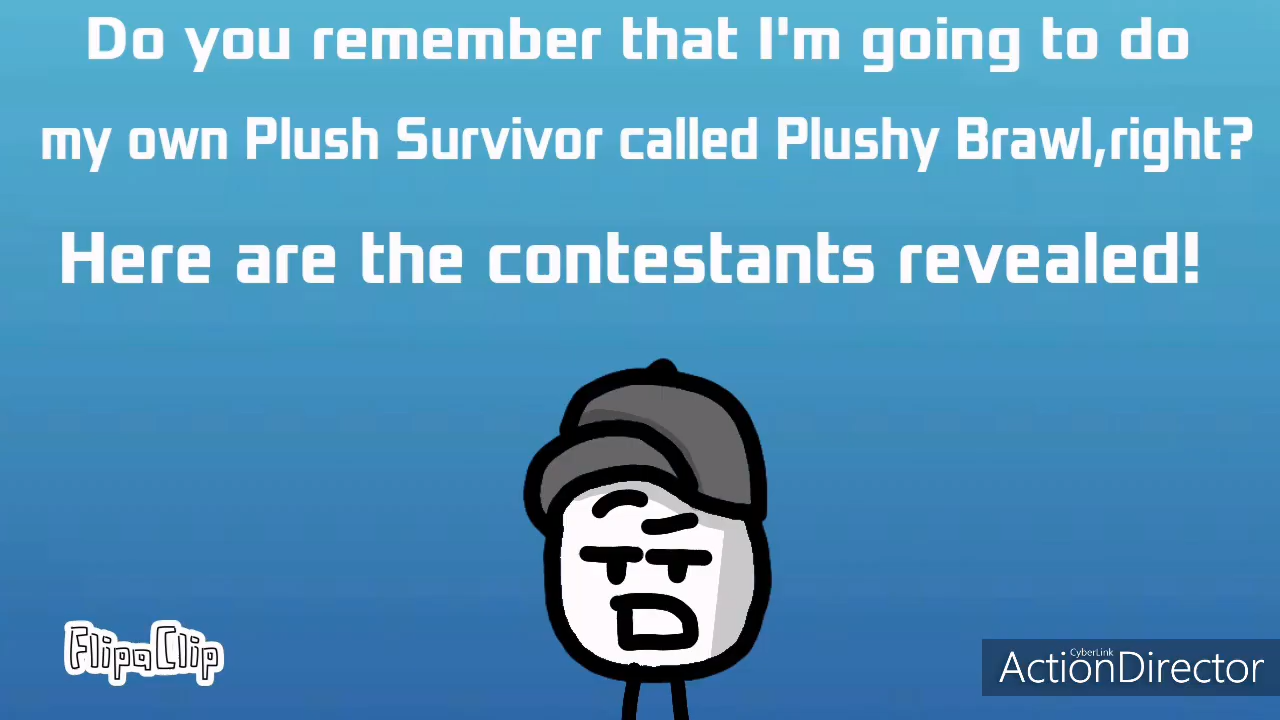 Do you remember that I'm going to do
my own Plush Survivor called Plushy Brawl,right?
Here are the contestants revealed!
FlipaClip
CyberLink
ActionDirector